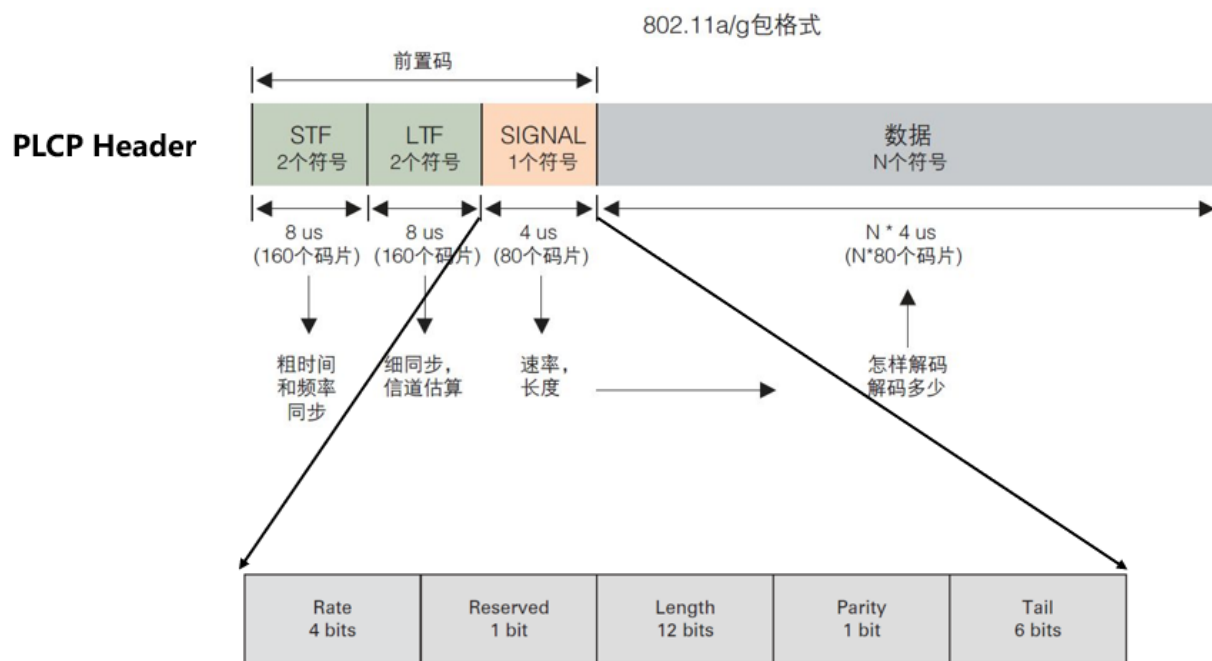 802.11a/g包格式
前置码
PLCP Header
STF
2个符号
LTF
2个符号
SIGNAL
1个符号
数据
N个符号
8 us
(160个码片)
8 us
(160个码片)
4 us
(80个码片)
N * 4 us
(N*80个码片)
粗时间
和频率
同步
细同步，
信道估算
速率，
长度
怎样解码
解码多少
Rate
4 bits
Reserved
1 bit
Length
12 bits
Parity
1 bit
Tail
6 bits